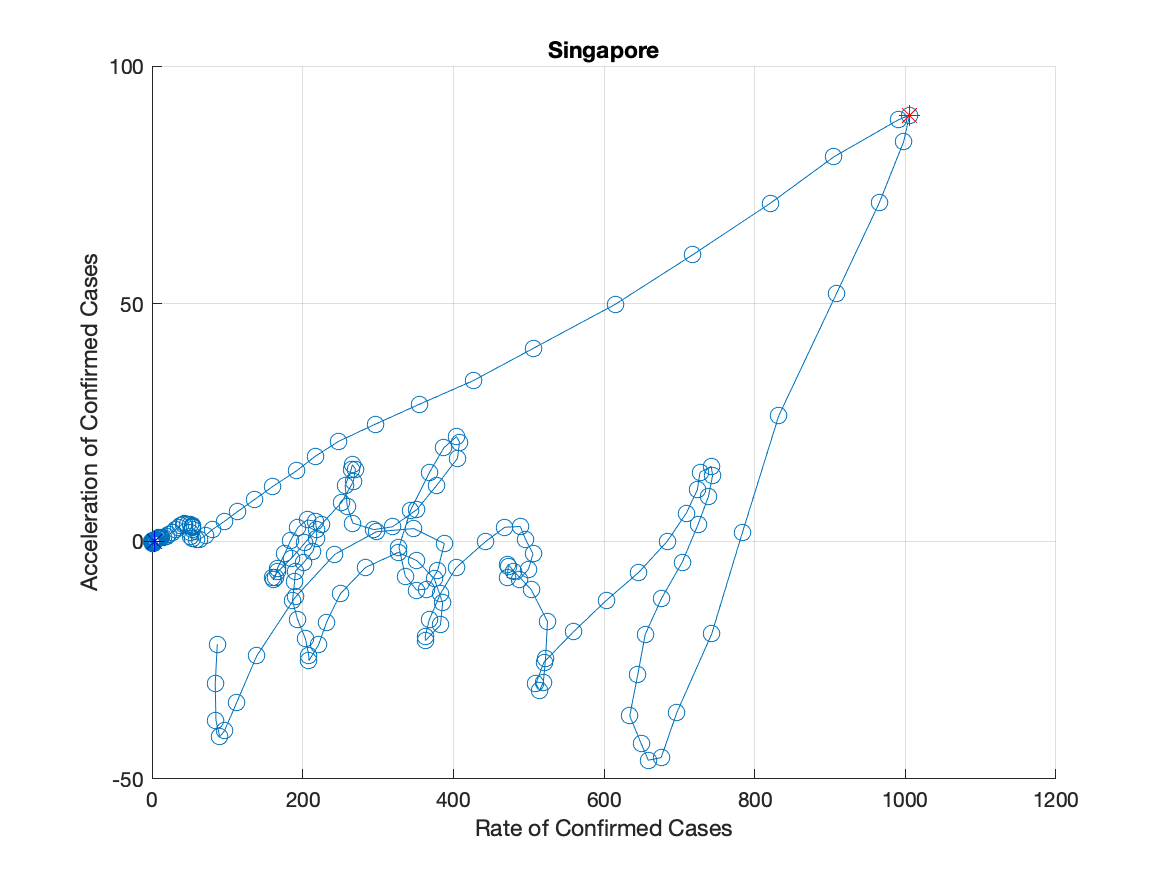 Singapore
100
50
0
-50
0 200 400 600 800 1000 1200
Acceleration of Confirmed Cases
Rate of Confirmed Cases